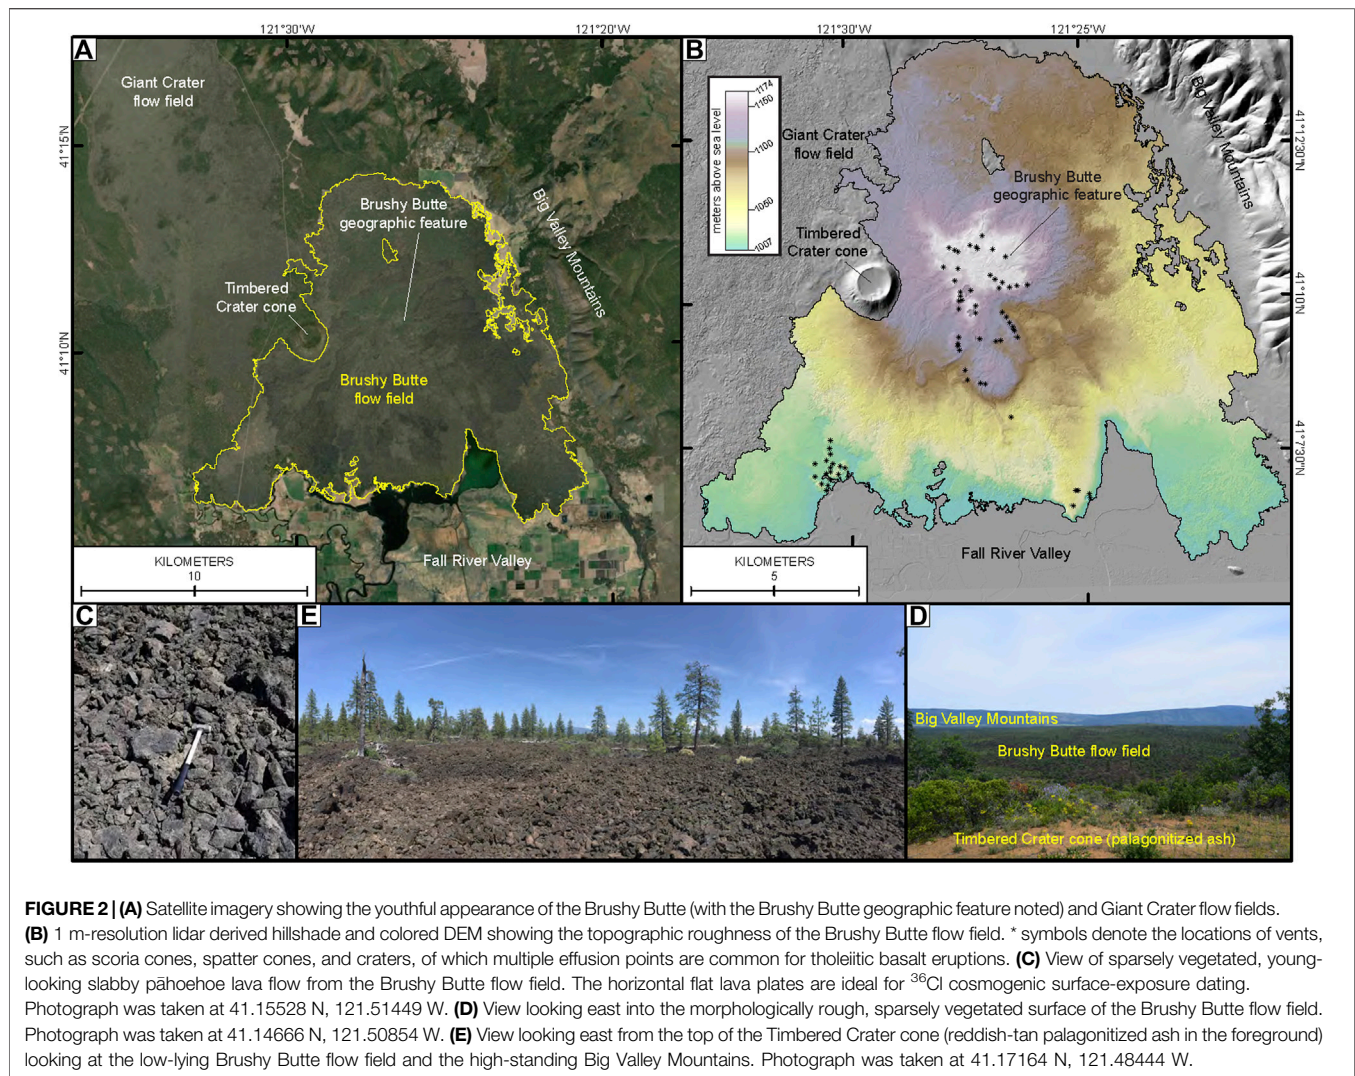 121°30'W
121°20'W
121°30'W
121°25'W
A
Giant Crater
flow field
41°15'N
Brushy Butte
geographic feature
Big Valley Mountains
Timbered
Crater cone
41°10'N
Brushy Butte
flow field
Fall River Valley
KILOMETERS
10
B
1174
1150
1100
1050
1007
meters above sea level
Giant Crater
flow field
Brushy Butte
geographic feature
Timbered
Crater cone
Big Valley Mountains
41°12'30"N
41°10'N
41°7'30"N
Fall River Valley
KILOMETERS
5
C
E
D
Big Valley Mountains
Brushy Butte flow field
Timbered Crater cone (palagonitized ash)
FIGURE 2 | (A) Satellite imagery showing the youthful appearance of the Brushy Butte (with the Brushy Butte geographic feature noted) and Giant Crater flow fields.
(B) 1 m-resolution lidar derived hillshade and colored DEM showing the topographic roughness of the Brushy Butte flow field. * symbols denote the locations of vents,
such as scoria cones, spatter cones, and craters, of which multiple effusion points are common for tholeiitic basalt eruptions. (C) View of sparsely vegetated, young-
looking slabby pāhoehoe lava flow from the Brushy Butte flow field. The horizontal flat lava plates are ideal for ³⁶Cl cosmogenic surface-exposure dating.
Photograph was taken at 41.15528 N, 121.51449 W. (D) View looking east into the morphologically rough, sparsely vegetated surface of the Brushy Butte flow field.
Photograph was taken at 41.14666 N, 121.50854 W. (E) View looking east from the top of the Timbered Crater cone (reddish-tan palagonitized ash in the foreground)
looking at the low-lying Brushy Butte flow field and the high-standing Big Valley Mountains. Photograph was taken at 41.17164 N, 121.48444 W.